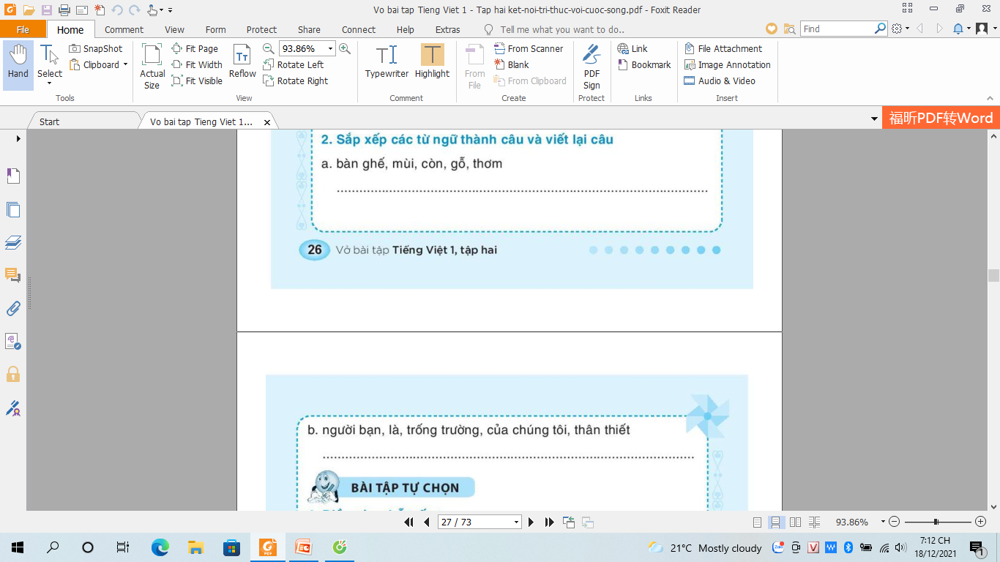 Vo bai tap Tieng Viet 1 - Tap hai ket-noi-tri-thuc-voi-cuoc-song.pdf - Foxit Reader
File Home Comment View Form Protect Share Connect Help Extras Tell me what you want to do.. Find
Hand
Select
SnapShot
Clipboard
Tools
Actual Size
Fit Page
Fit Width
Fit Visible
Reflow
93.86%
Rotate Left
Rotate Right
View
Typewriter
Highlight
Comment
From File
From Scanner
Blank
From Clipboard
Create
PDF Sign
Protect
Link
Bookmark
Links
File Attachment
Image Annotation
Audio & Video
Insert
Start
Vo bai tap Tieng Viet 1...
福昕PDF转Word
2. Sắp xếp các từ ngữ thành câu và viết lại câu
a. bàn ghế, mùi, còn, gỗ, thơm
26 Vở bài tập Tiếng Việt 1, tập hai
b. người bạn, là, trống trường, của chúng tôi, thân thiết
BÀI TẬP TỰ CHỌN
27 / 73
93.86%
21°C Mostly cloudy
7:12 CH
18/12/2021